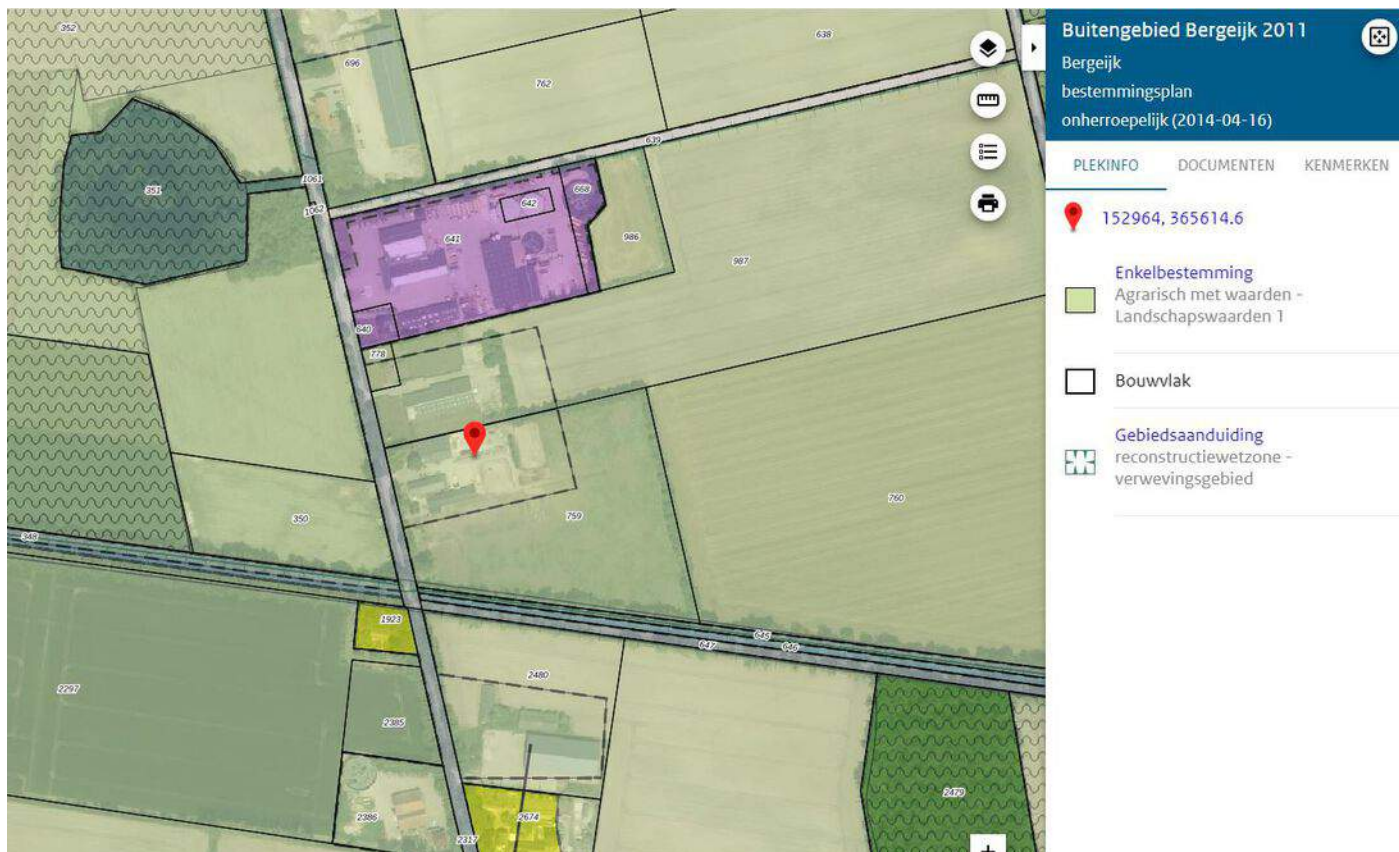 352
696
638
762
639
351
1061
1062
642
668
641
986
987
640
778
350
759
760
348
1923
645
647
646
2297
2480
2385
2386
2674
2317
2479
+
Buitengebied Bergeijk 2011
Bergeijk
bestemmingsplan
onherroepelijk (2014-04-16)
PLEKINFO DOCUMENTEN KENMERKEN
152964, 365614.6
Enkelbestemming
Agrarisch met waarden -
Landschapswaarden 1
Bouwvlak
Gebiedsaanduiding
reconstructiewetzone -
verwevingsgebied